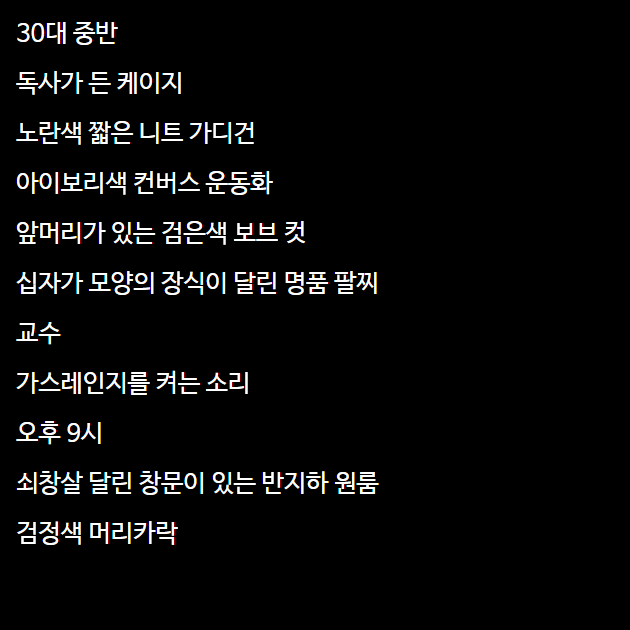 30대 중반
독사가 든 케이지
노란색 짧은 니트 가디건
아이보리색 컨버스 운동화
앞머리가 있는 검은색 보브 컷
십자가 모양의 장식이 달린 명품 팔찌
교수
가스레인지를 켜는 소리
오후 9시
쇠창살 달린 창문이 있는 반지하 원룸
검정색 머리카락